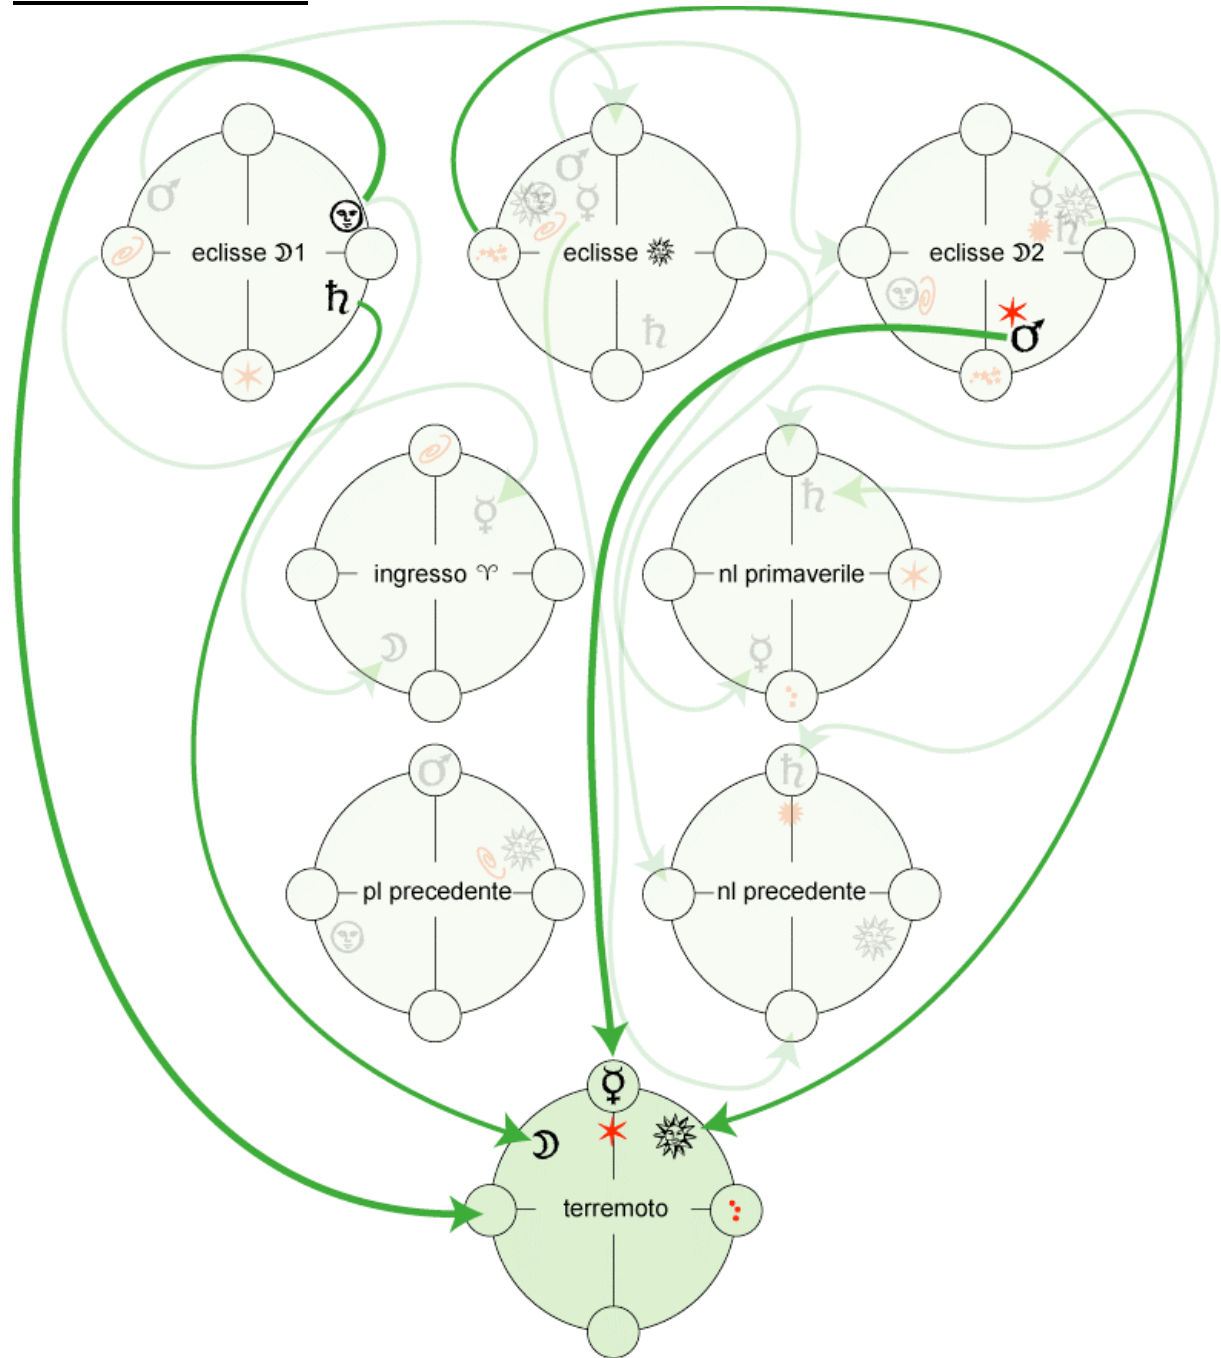 eclisse ☽1
eclisse ☀
eclisse ☽2
ingresso ♈
nl primaverile
pl precedente
nl precedente
terremoto